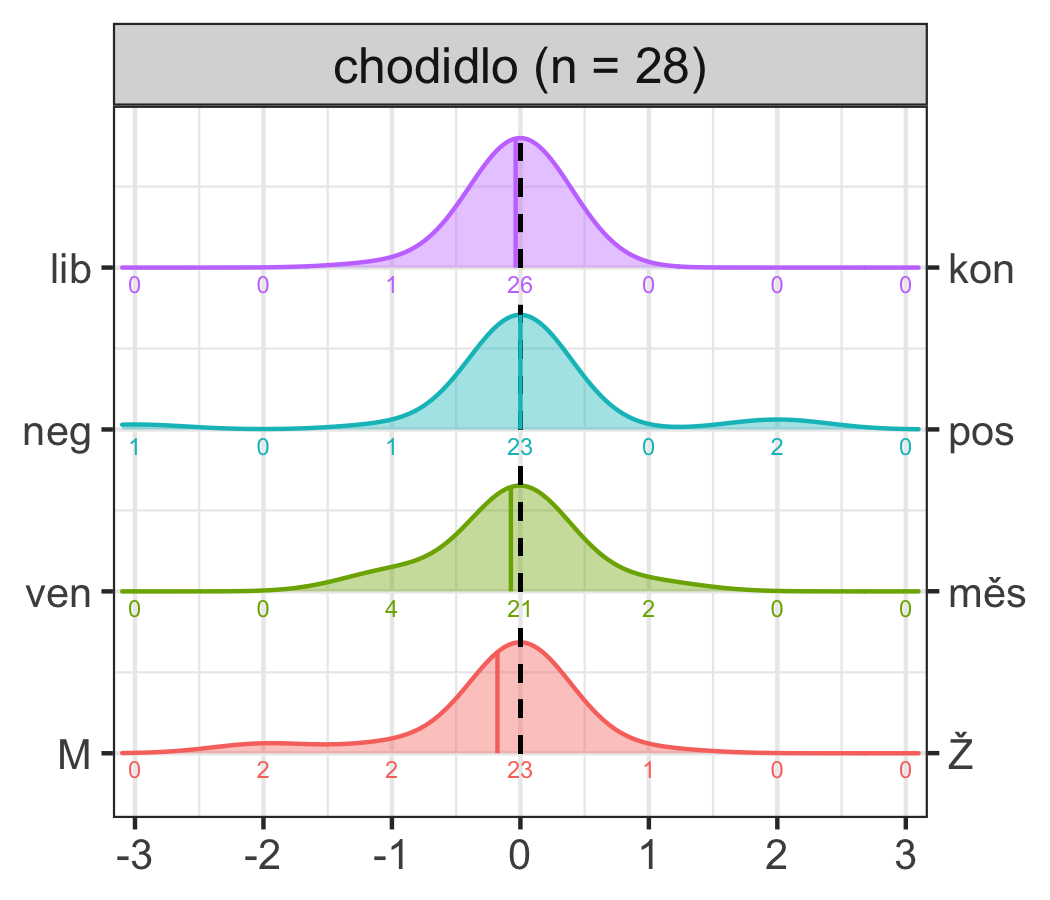 chodidlo (n = 28)
lib kon
0 0 1 26 0 0 0
neg pos
1 0 1 23 0 2 0
ven měs
0 0 4 21 2 0 0
M Ž
0 2 2 23 1 0 0
-3 -2 -1 0 1 2 3